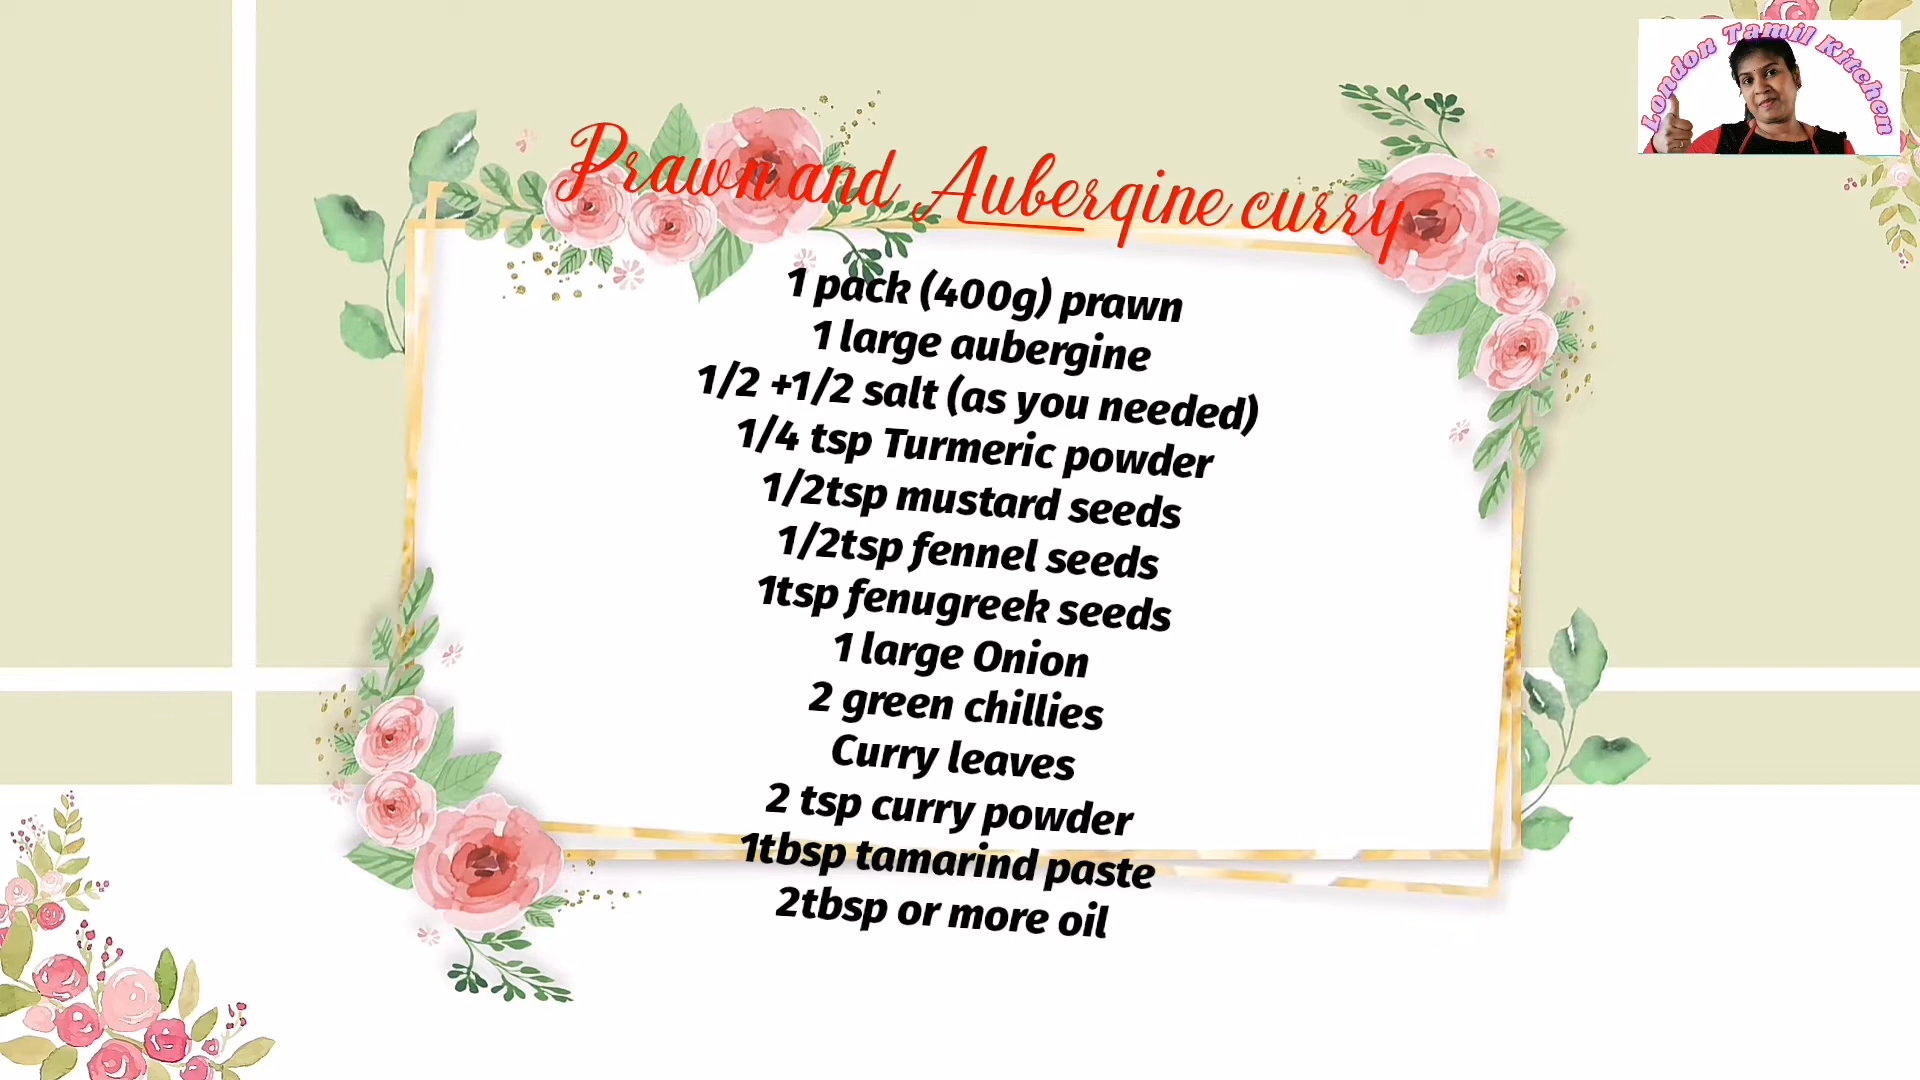 London Tamil Kitchen
Prawn and Aubergine curry
1 pack (400g) prawn
1 large aubergine
1/2 +1/2 salt (as you needed)
1/4 tsp Turmeric powder
1/2tsp mustard seeds
1/2tsp fennel seeds
1tsp fenugreek seeds
1 large Onion
2 green chillies
Curry leaves
2 tsp curry powder
1tbsp tamarind paste
2tbsp or more oil